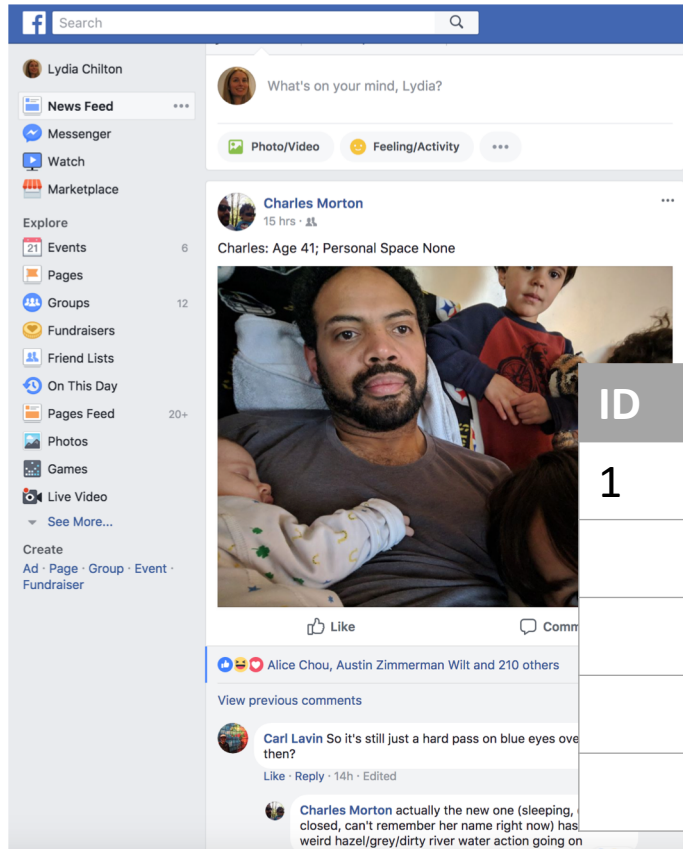 f
Search
Lydia Chilton
News Feed
Messenger
Watch
Marketplace
Explore
21 Events 6
Pages
Groups 12
Fundraisers
Friend Lists
On This Day
Pages Feed 20+
Photos
Games
Live Video
See More...
Create
Ad · Page · Group · Event ·
Fundraiser
What's on your mind, Lydia?
Photo/Video Feeling/Activity
Charles Morton
15 hrs ·
Charles: Age 41; Personal Space None
Like Comm
Alice Chou, Austin Zimmerman Wilt and 210 others
View previous comments
Carl Lavin So it's still just a hard pass on blue eyes ove
then?
Like · Reply · 14h · Edited
Charles Morton actually the new one (sleeping,
closed, can't remember her name right now) has
weird hazel/grey/dirty river water action going on
ID
1